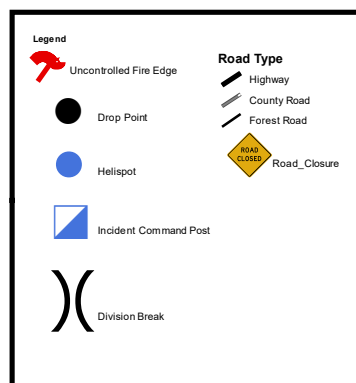 Legend
Uncontrolled Fire Edge
Drop Point
Helispot
Incident Command Post
Division Break
Road Type
Highway
County Road
Forest Road
ROAD
CLOSED
Road_Closure